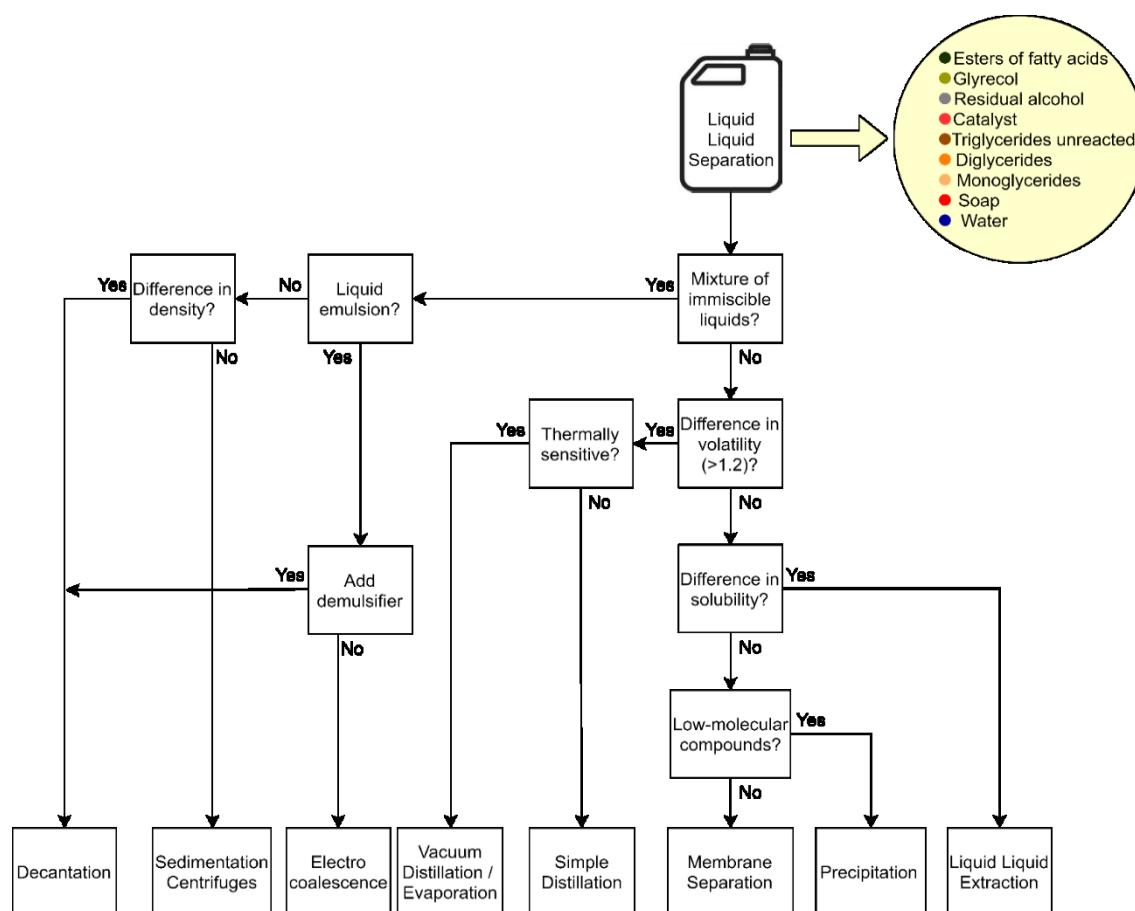 Liquid
Liquid
Separation
Esters of fatty acids
Glyrecol
Residual alcohol
Catalyst
Triglycerides unreacted
Diglycerides
Monoglycerides
Soap
Water
Yes
Difference in
density?
No
No
Liquid
emulsion?
Yes
Yes
Mixture of
immiscible
liquids?
No
Yes
Thermally
sensitive?
No
Yes
Difference in
volatility
(>1.2)?
No
Yes
Add
demulsifier
No
Difference in
solubility?
Yes
No
Low-molecular
compounds?
Yes
No
Decantation
Sedimentation
Centrifuges
Electro
coalescence
Vacuum
Distillation /
Evaporation
Simple
Distillation
Membrane
Separation
Precipitation
Liquid Liquid
Extraction